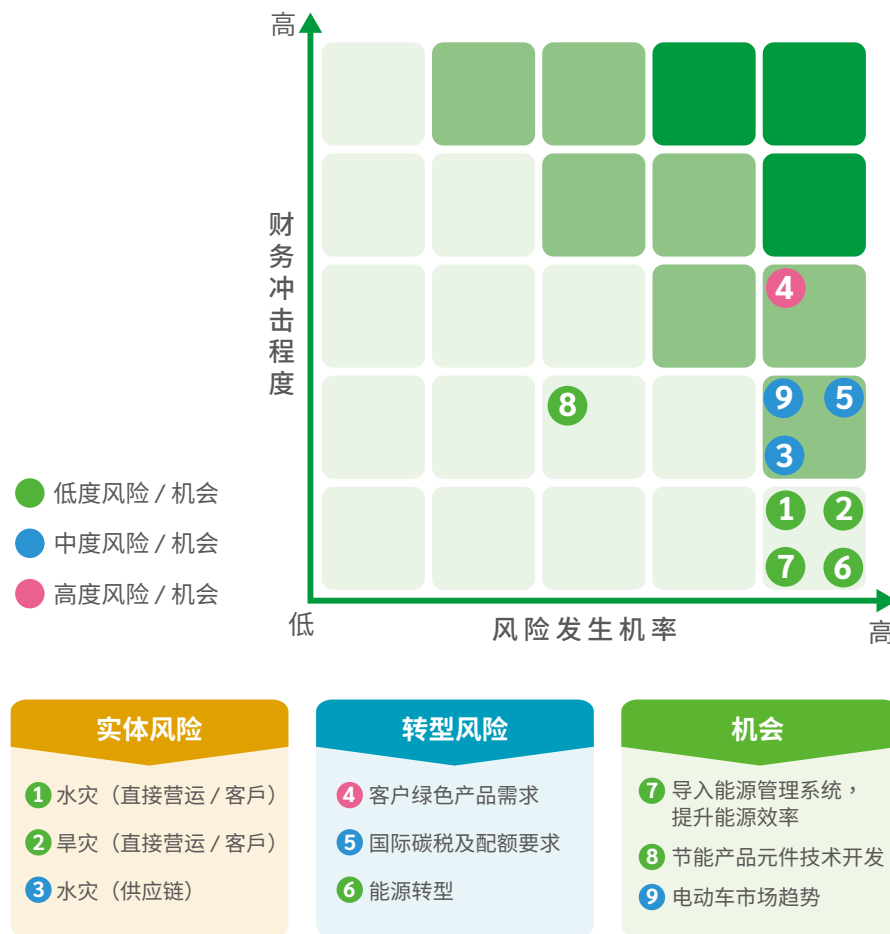 高
财务冲击程度
4
9
5
8
3
1
2
7
6
低度风险 / 机会
中度风险 / 机会
高度风险 / 机会
低
风险发生机率
高
实体风险
1 水灾（直接营运 / 客戶）
2 旱灾（直接营运 / 客戶）
3 水灾（供应链）
转型风险
4 客户绿色产品需求
5 国际碳税及配额要求
6 能源转型
机会
7 导入能源管理系统，
提升能源效率
8 节能产品元件技术开发
9 电动车市场趋势